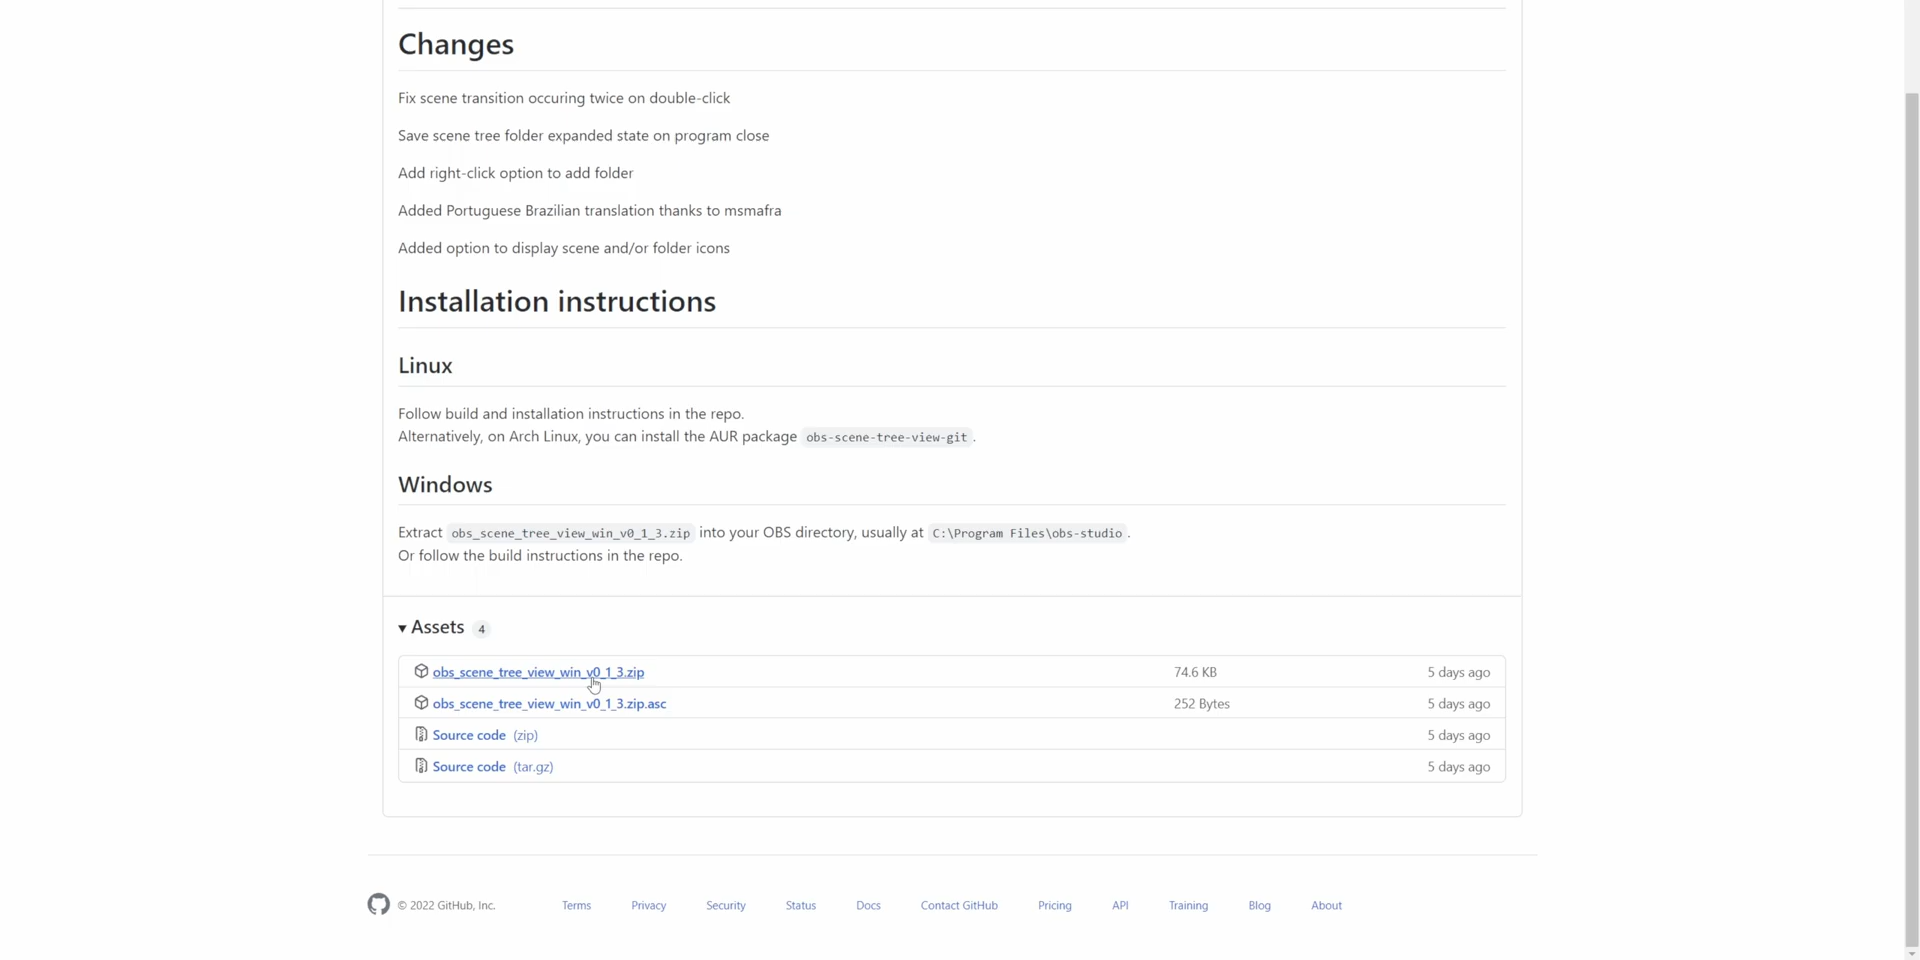 Changes
Fix scene transition occuring twice on double-click
Save scene tree folder expanded state on program close
Add right-click option to add folder
Added Portuguese Brazilian translation thanks to msmafra
Added option to display scene and/or folder icons
Installation instructions
Linux
Follow build and installation instructions in the repo.
Alternatively, on Arch Linux, you can install the AUR package obs-scene-tree-view-git.
Windows
Extract obs_scene_tree_view_win_v0_1_3.zip into your OBS directory, usually at C:\Program Files\obs-studio.
Or follow the build instructions in the repo.
Assets 4
obs_scene_tree_view_win_v0_1_3.zip 74.6 KB 5 days ago
obs_scene_tree_view_win_v0_1_3.zip.asc 252 Bytes 5 days ago
Source code (zip) 5 days ago
Source code (tar.gz) 5 days ago
© 2022 GitHub, Inc. Terms Privacy Security Status Docs Contact GitHub Pricing API Training Blog About